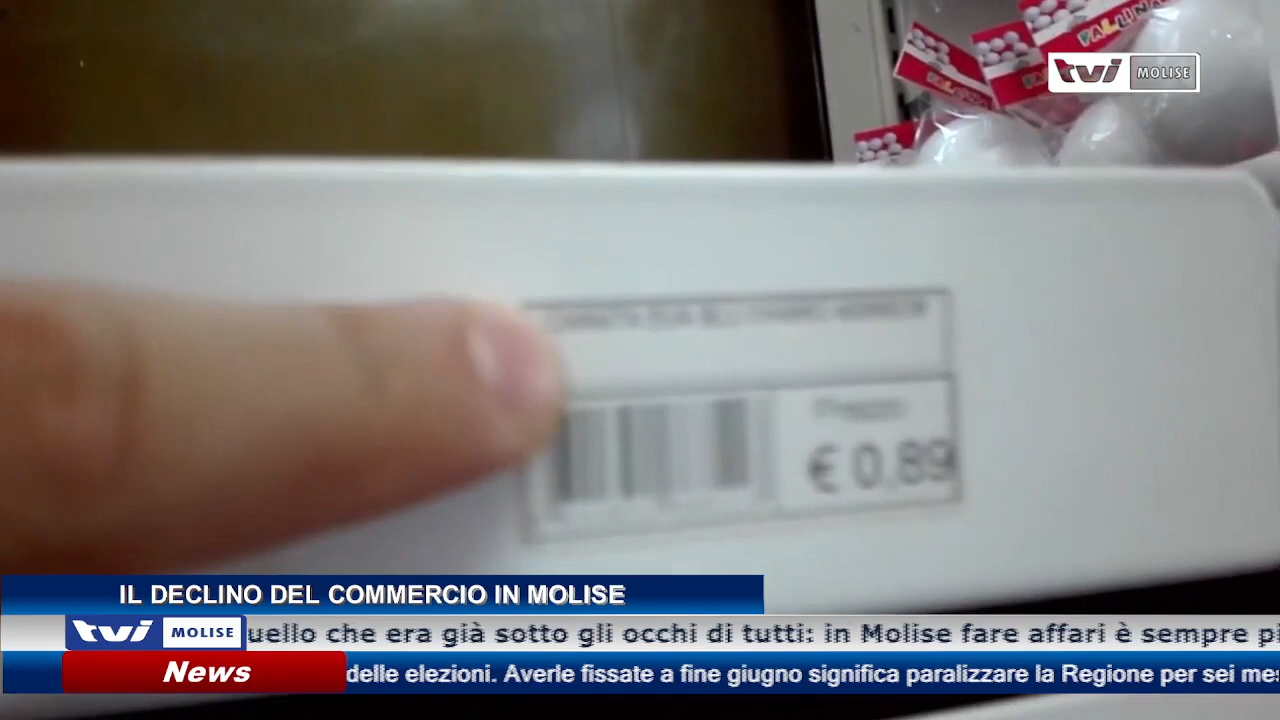 PALLINA
tvi MOLISE
Prezzo
€ 0,89
IL DECLINO DEL COMMERCIO IN MOLISE
tvi MOLISE
uello che era già sotto gli occhi di tutti: in Molise fare affari è sempre pi
News
delle elezioni. Averle fissate a fine giugno significa paralizzare la Regione per sei mes